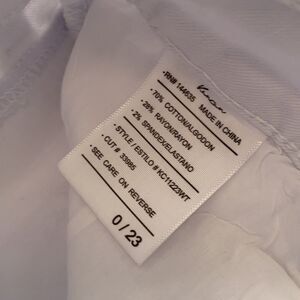 MADE IN CHINA
RN# 144635
70% COTTON/ALGODON
28% RAYON/RAYON
2% SPANDEX/ELASTANO
STYLE / ESTILO # KC11223WT
CUT # 33985
SEE CARE ON REVERSE
0 / 23